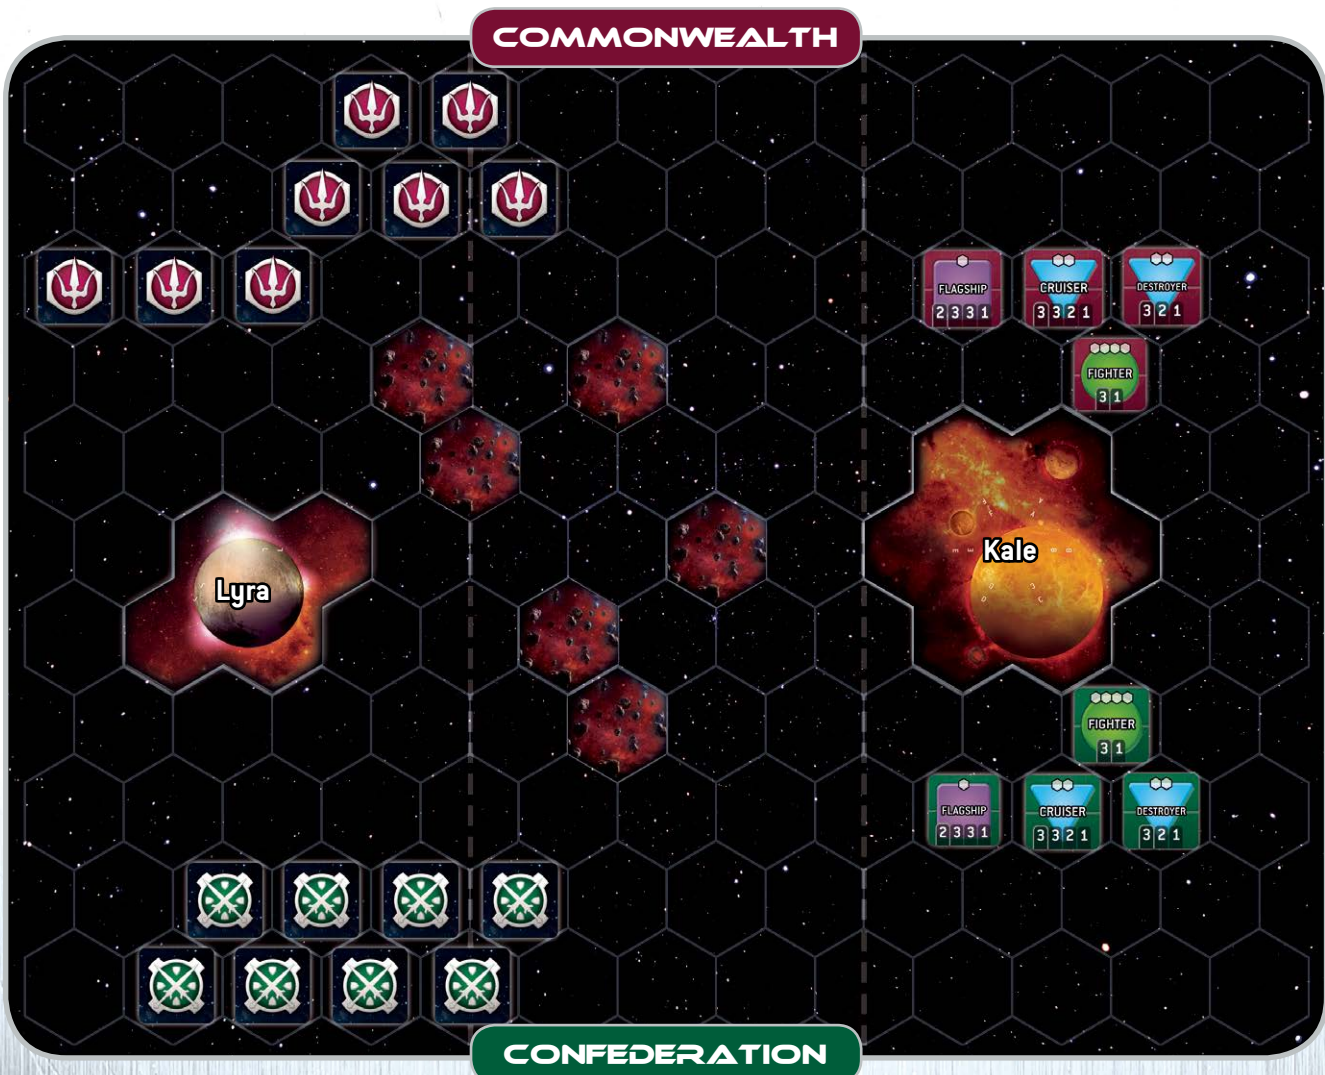 COMMONWEALTH
FLAGSHIP
2 3 3 1
CRUISER
3 3 2 1
DESTROYER
3 2 1
FIGHTER
3 1
Kale
Lyra
FIGHTER
3 1
FLAGSHIP
2 3 3 1
CRUISER
3 3 2 1
DESTROYER
3 2 1
CONFEDERATION